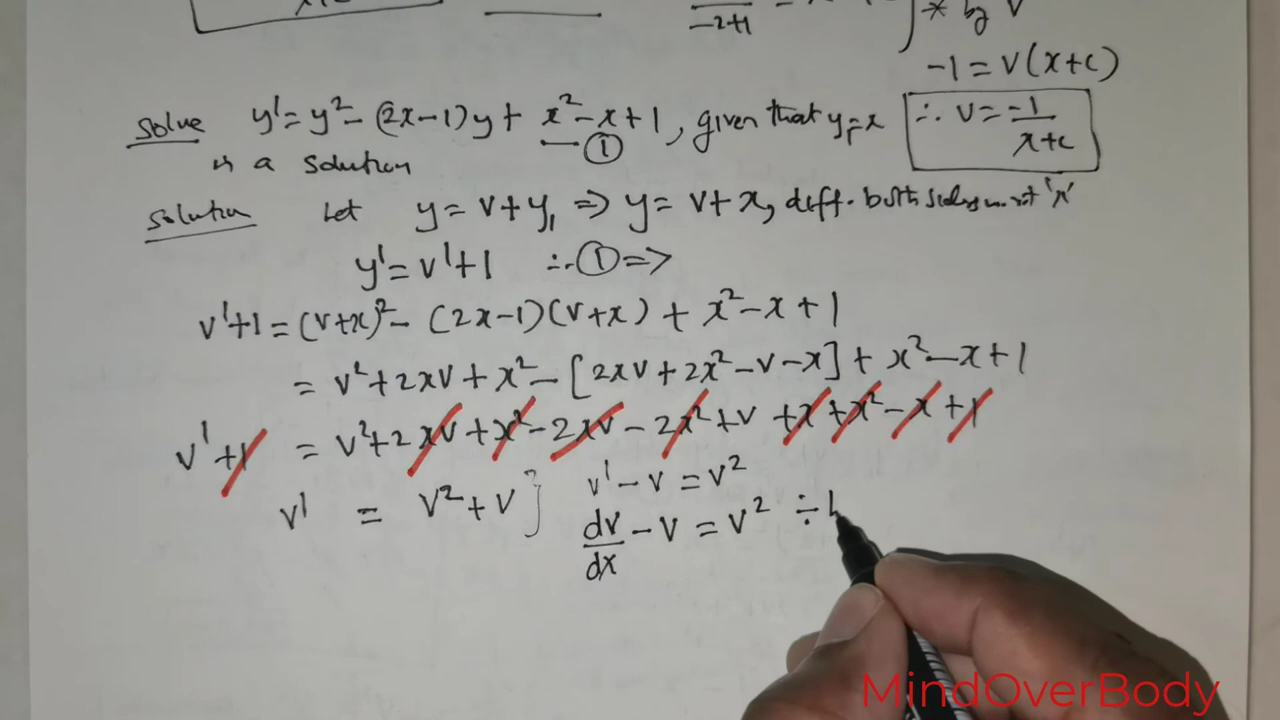 -2+1
* by V
-1 = V(x+c)
Solve y' = y² - (2x-1)y + x² - x + 1, given that y₁=x
∴ V = -1/(x+c)
①
is a solution
Solution Let y = v + y₁ ⇒ y = v + x, diff. both sides w.r.t 'x'
y' = v' + 1 ∴ ① ⇒
v'+1 = (v+x)² - (2x-1)(v+x) + x² - x + 1
= v² + 2xv + x² - [2xv + 2x² - v - x] + x² - x + 1
v' + 1 = v² + 2xv + x² - 2xv - 2x² + v + x + x² - x + 1
v' - v = v²
v' = v² + v }
dv/dx - v = v² ÷
MindOverBody